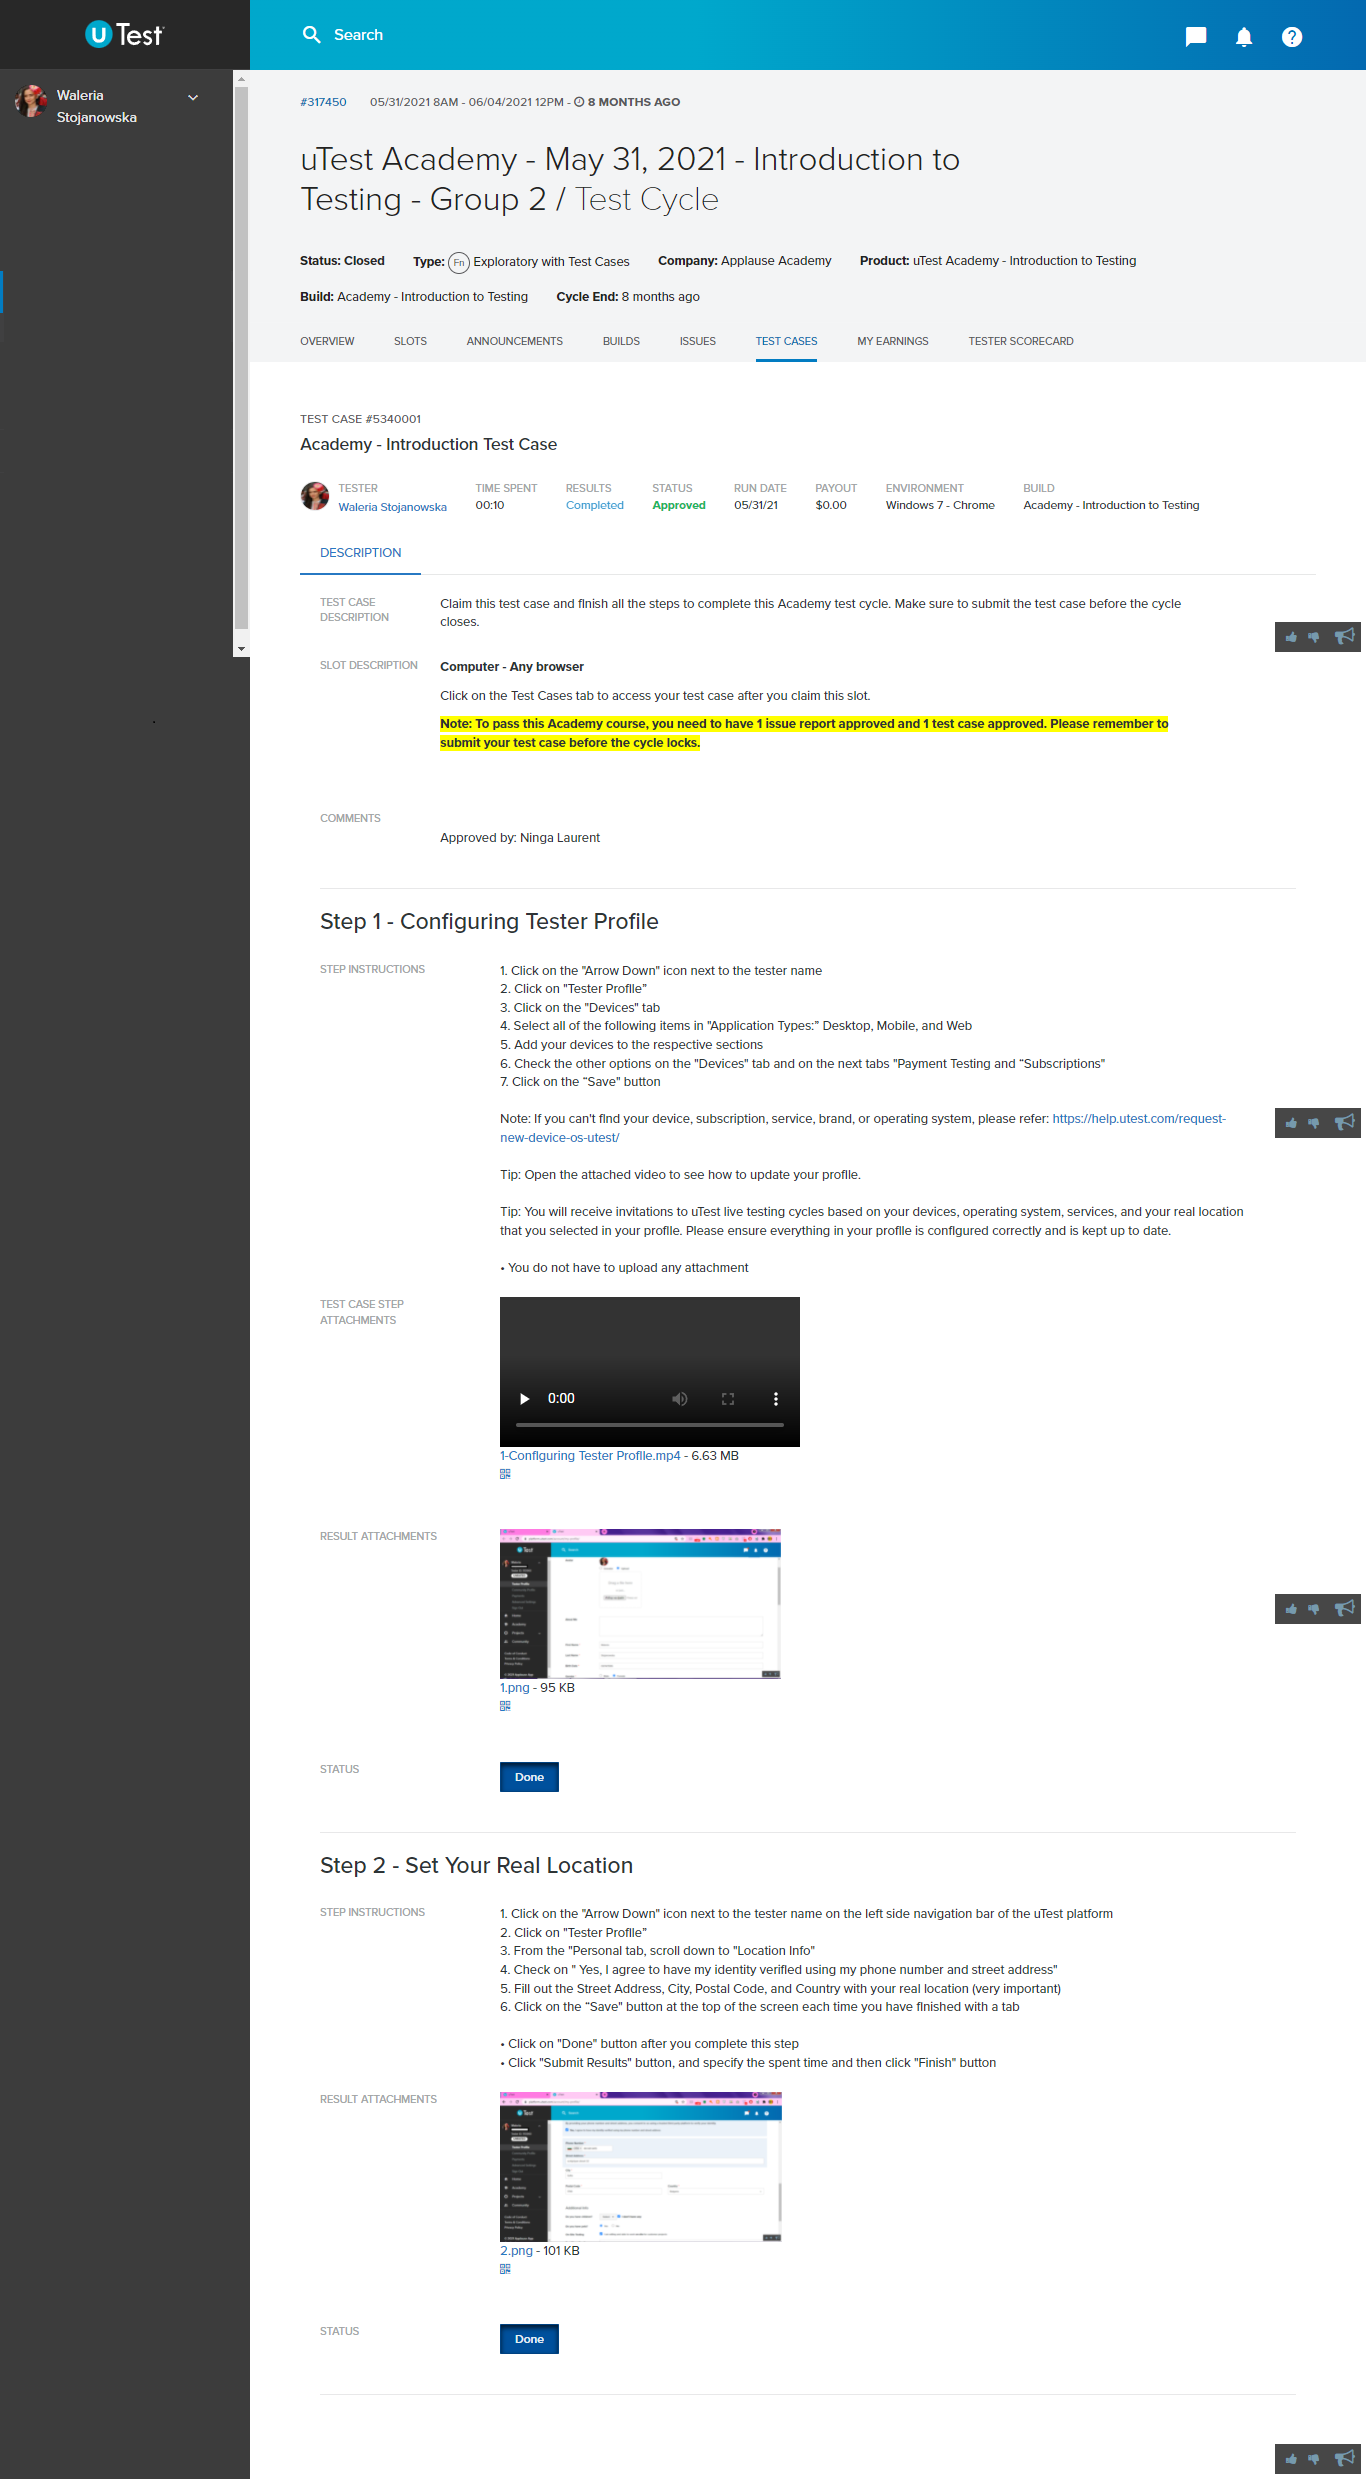 uTest
Search
Waleria
Stojanowska
#317450 05/31/2021 8AM - 06/04/2021 12PM - 8 MONTHS AGO
uTest Academy - May 31, 2021 - Introduction to
Testing - Group 2 / Test Cycle
Status: Closed Type: Fn Exploratory with Test Cases Company: Applause Academy Product: uTest Academy - Introduction to Testing
Build: Academy - Introduction to Testing Cycle End: 8 months ago
OVERVIEW SLOTS ANNOUNCEMENTS BUILDS ISSUES TEST CASES MY EARNINGS TESTER SCORECARD
TEST CASE #5340001
Academy - Introduction Test Case
TESTER TIME SPENT RESULTS STATUS RUN DATE PAYOUT ENVIRONMENT BUILD
Waleria Stojanowska 00:10 Completed Approved 05/31/21 $0.00 Windows 7 - Chrome Academy - Introduction to Testing
DESCRIPTION
TEST CASE
DESCRIPTION
Claim this test case and finish all the steps to complete this Academy test cycle. Make sure to submit the test case before the cycle
closes.
SLOT DESCRIPTION
Computer - Any browser
Click on the Test Cases tab to access your test case after you claim this slot.
Note: To pass this Academy course, you need to have 1 issue report approved and 1 test case approved. Please remember to
submit your test case before the cycle locks.
COMMENTS
Approved by: Ninga Laurent
Step 1 - Configuring Tester Profile
STEP INSTRUCTIONS
1. Click on the "Arrow Down" icon next to the tester name
2. Click on "Tester Profile”
3. Click on the "Devices" tab
4. Select all of the following items in "Application Types:” Desktop, Mobile, and Web
5. Add your devices to the respective sections
6. Check the other options on the "Devices" tab and on the next tabs "Payment Testing and “Subscriptions"
7. Click on the “Save" button
Note: If you can't find your device, subscription, service, brand, or operating system, please refer: https://help.utest.com/request-
new-device-os-utest/
Tip: Open the attached video to see how to update your profile.
Tip: You will receive invitations to uTest live testing cycles based on your devices, operating system, services, and your real location
that you selected in your profile. Please ensure everything in your profile is configured correctly and is kept up to date.
• You do not have to upload any attachment
TEST CASE STEP
ATTACHMENTS
0:00
1-Configuring Tester Profile.mp4 - 6.63 MB
RESULT ATTACHMENTS
1.png - 95 KB
STATUS
Done
Step 2 - Set Your Real Location
STEP INSTRUCTIONS
1. Click on the "Arrow Down" icon next to the tester name on the left side navigation bar of the uTest platform
2. Click on "Tester Profile”
3. From the "Personal tab, scroll down to "Location Info"
4. Check on " Yes, I agree to have my identity verified using my phone number and street address"
5. Fill out the Street Address, City, Postal Code, and Country with your real location (very important)
6. Click on the “Save" button at the top of the screen each time you have finished with a tab
• Click on "Done" button after you complete this step
• Click "Submit Results" button, and specify the spent time and then click "Finish" button
RESULT ATTACHMENTS
2.png - 101 KB
STATUS
Done